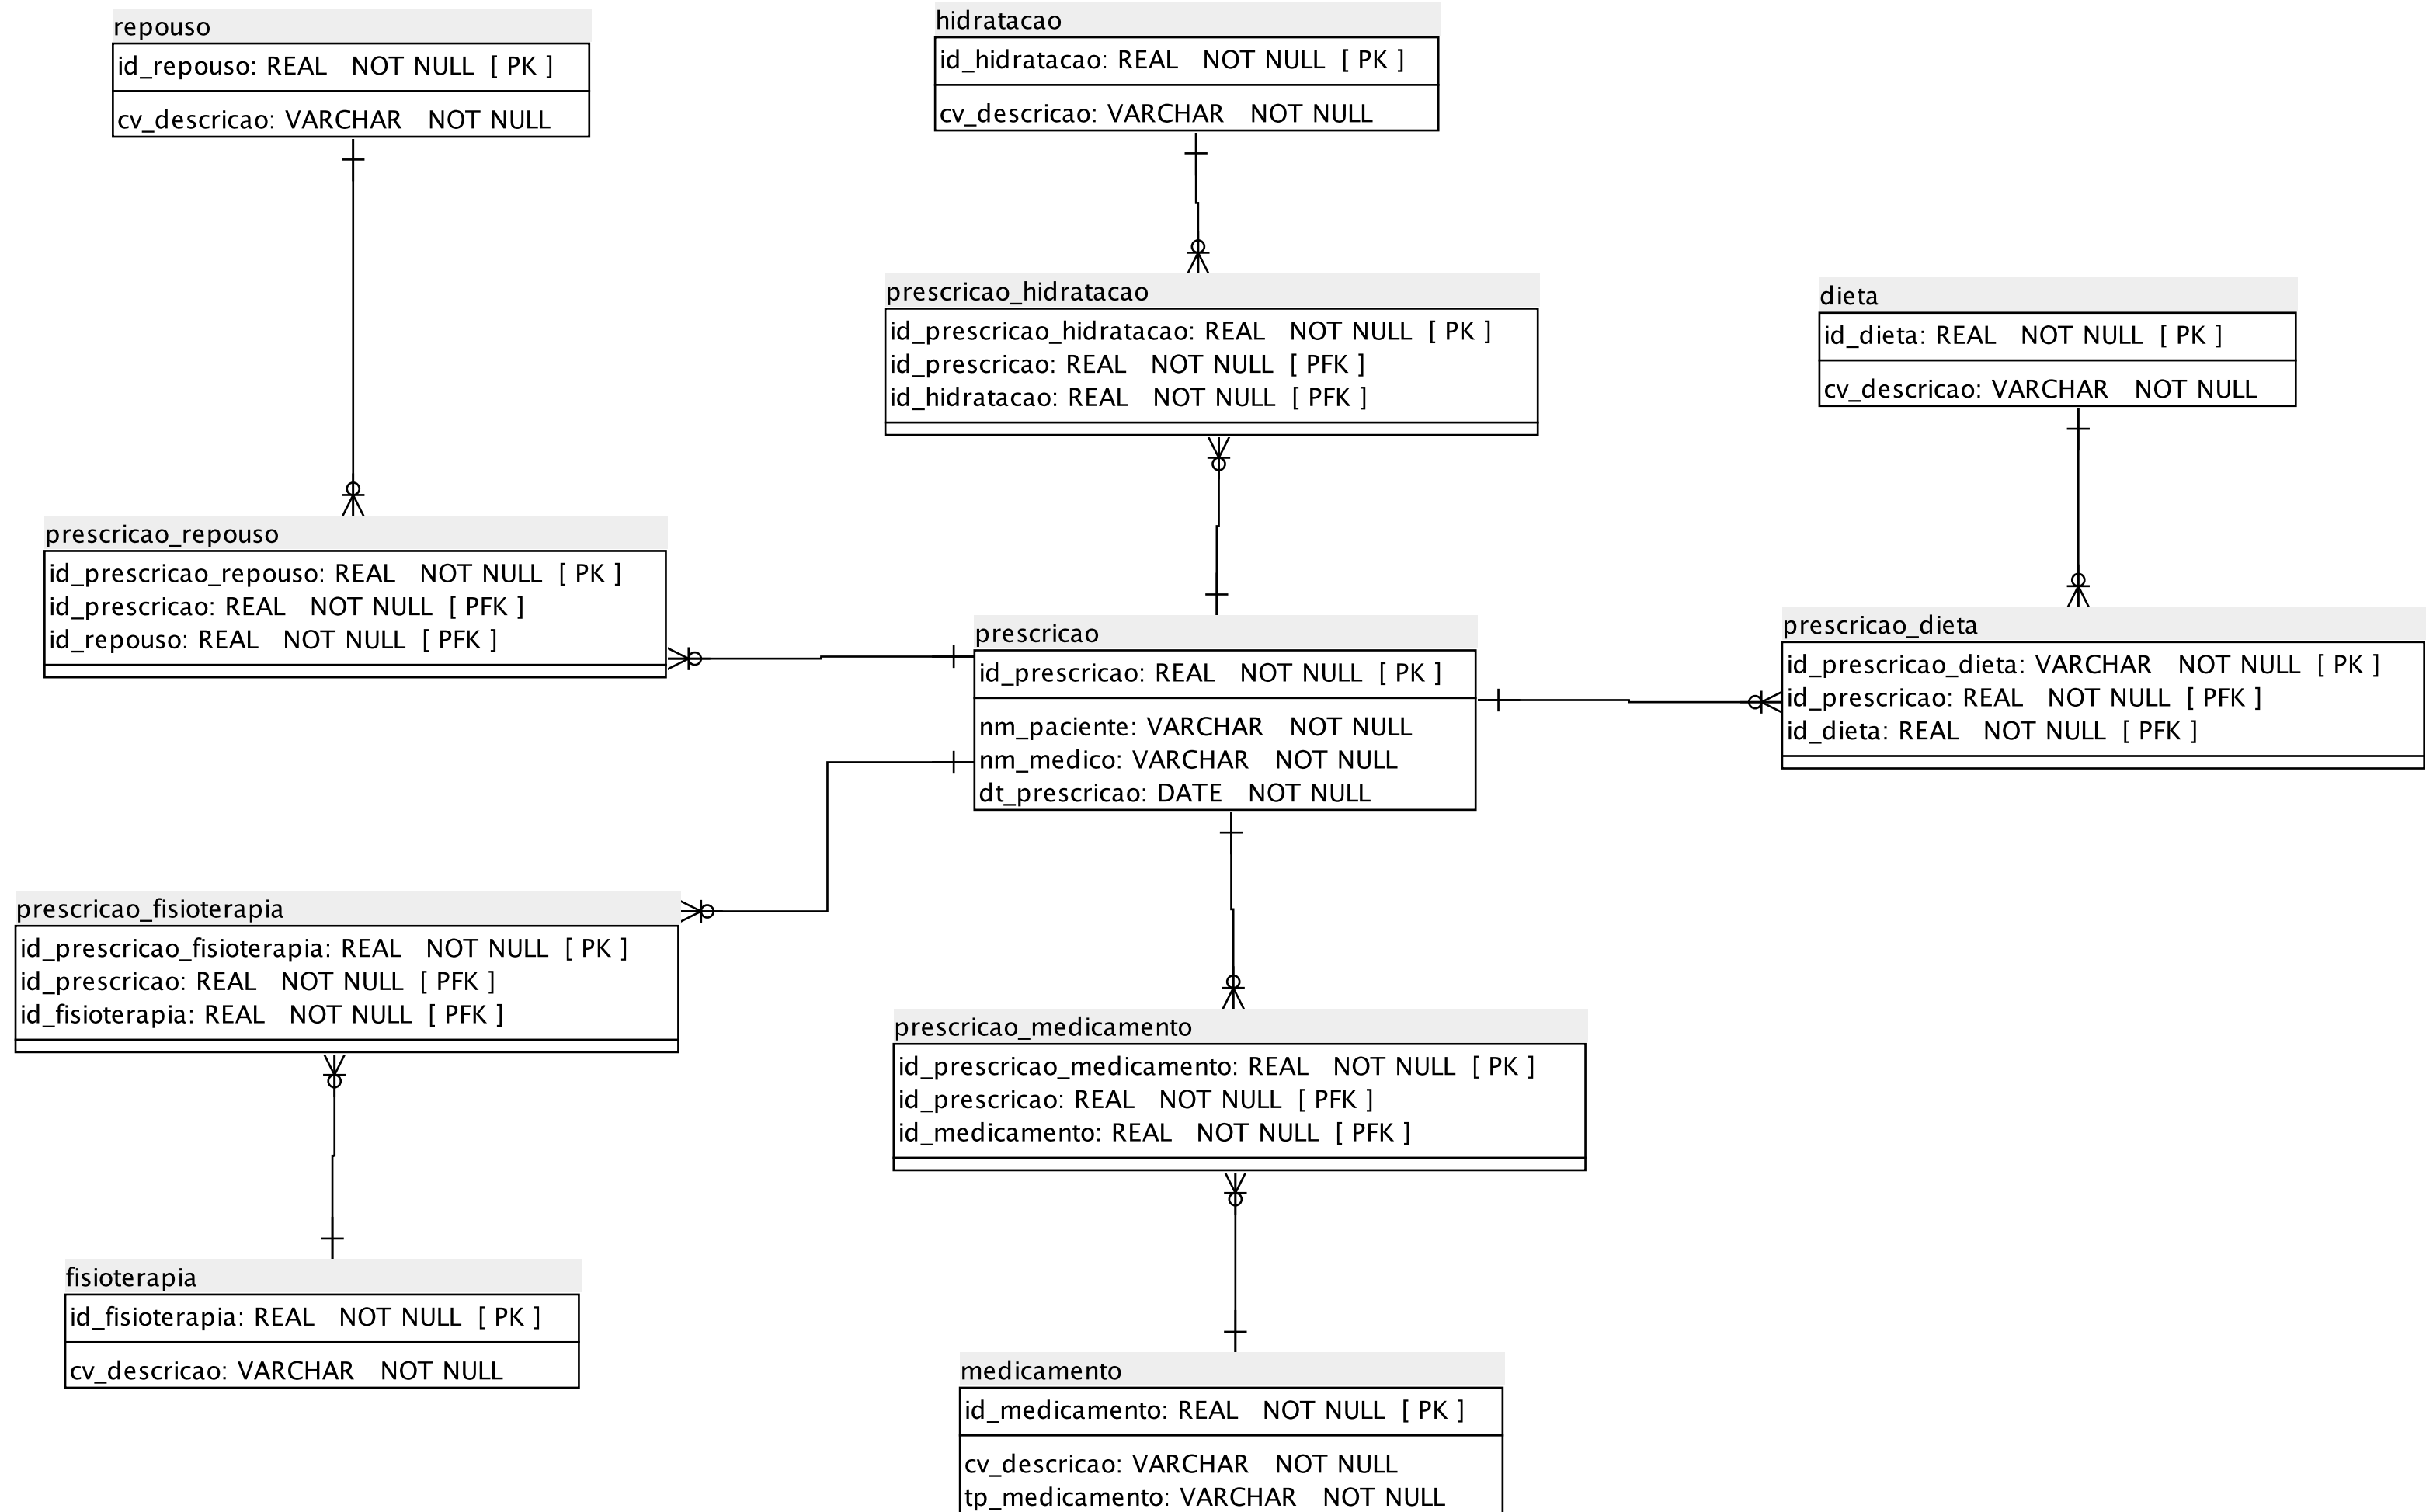 repouso
id_repouso: REAL NOT NULL [ PK ]
cv_descricao: VARCHAR NOT NULL
hidratacao
id_hidratacao: REAL NOT NULL [ PK ]
cv_descricao: VARCHAR NOT NULL
prescricao_hidratacao
id_prescricao_hidratacao: REAL NOT NULL [ PK ]
id_prescricao: REAL NOT NULL [ PFK ]
id_hidratacao: REAL NOT NULL [ PFK ]
dieta
id_dieta: REAL NOT NULL [ PK ]
cv_descricao: VARCHAR NOT NULL
prescricao_repouso
id_prescricao_repouso: REAL NOT NULL [ PK ]
id_prescricao: REAL NOT NULL [ PFK ]
id_repouso: REAL NOT NULL [ PFK ]
prescricao
id_prescricao: REAL NOT NULL [ PK ]
nm_paciente: VARCHAR NOT NULL
nm_medico: VARCHAR NOT NULL
dt_prescricao: DATE NOT NULL
prescricao_dieta
id_prescricao_dieta: VARCHAR NOT NULL [ PK ]
id_prescricao: REAL NOT NULL [ PFK ]
id_dieta: REAL NOT NULL [ PFK ]
prescricao_fisioterapia
id_prescricao_fisioterapia: REAL NOT NULL [ PK ]
id_prescricao: REAL NOT NULL [ PFK ]
id_fisioterapia: REAL NOT NULL [ PFK ]
prescricao_medicamento
id_prescricao_medicamento: REAL NOT NULL [ PK ]
id_prescricao: REAL NOT NULL [ PFK ]
id_medicamento: REAL NOT NULL [ PFK ]
fisioterapia
id_fisioterapia: REAL NOT NULL [ PK ]
cv_descricao: VARCHAR NOT NULL
medicamento
id_medicamento: REAL NOT NULL [ PK ]
cv_descricao: VARCHAR NOT NULL
tp_medicamento: VARCHAR NOT NULL